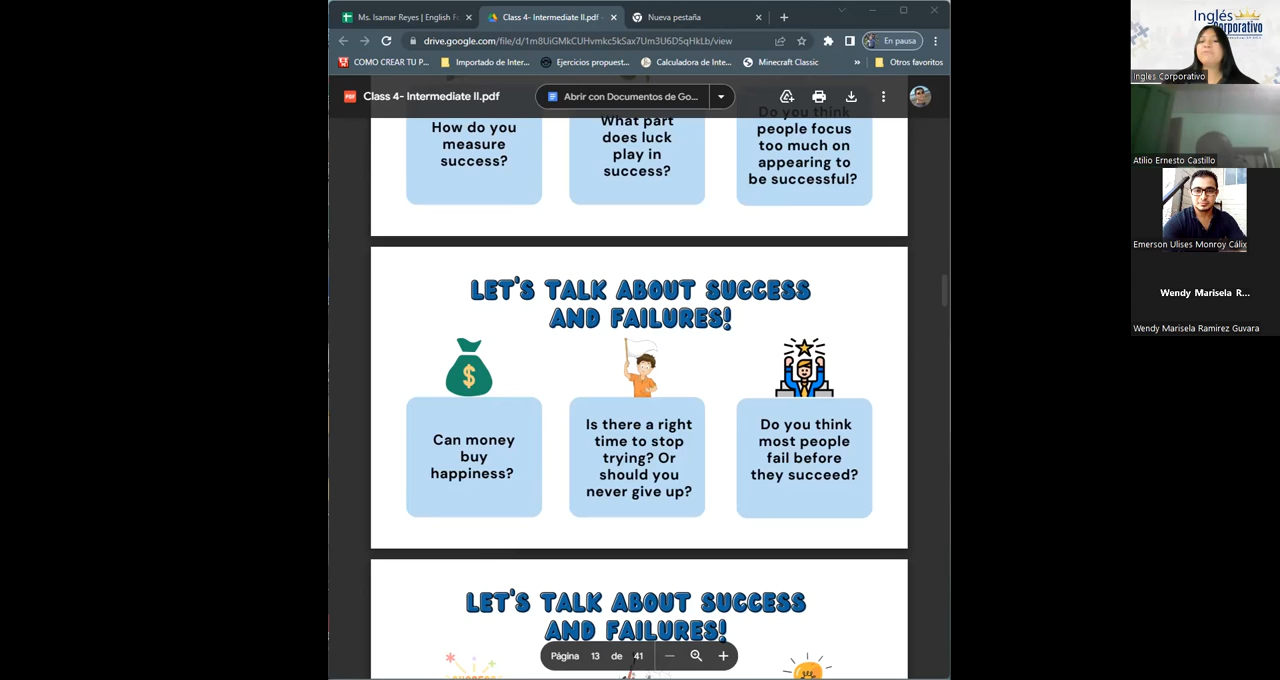 Ms. Isamar Reyes | English Fo
Class 4- Intermediate II.pdf
Nueva pestaña
drive.google.com/file/d/1m8UiGMkCUHvmkc5kSax7Um3U6D5qHkLb/view
En pausa
COMO CREAR TU P...
Importado de Inter...
Ejercicios propuest...
Calculadora de Inte...
Minecraft Classic
»
Otros favoritos
PDF
Class 4- Intermediate II.pdf
Abrir con Documentos de Go...
How do you
measure
success?
What part
does luck
play in
success?
Do you think
people focus
too much on
appearing to
be successful?
LET'S TALK ABOUT SUCCESS
AND FAILURES!
$
Can money
buy
happiness?
Is there a right
time to stop
trying? Or
should you
never give up?
Do you think
most people
fail before
they succeed?
LET'S TALK ABOUT SUCCESS
AND FAILURES!
Página 13 de 41
Inglés
Corporativo
Ingles Corporativo
Atilio Ernesto Castillo
Emerson Ulises Monroy Cálix
Wendy Marisela R...
Wendy Marisela Ramirez Guvara